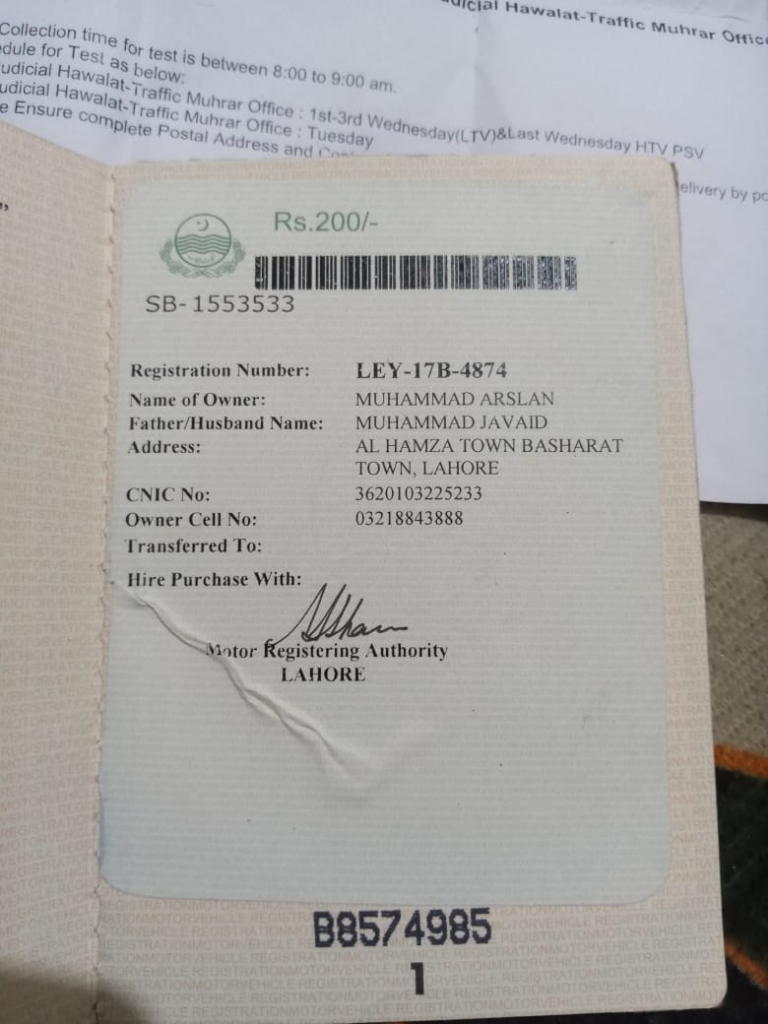 udicial Hawalat-Traffic Muhrar Office
Collection time for test is between 8:00 to 9:00 am.
edule for Test as below:
udicial Hawalat-Traffic Muhrar Office : 1st-3rd Wednesday(LTV)&Last Wednesday HTV PSV
udicial Hawalat-Traffic Muhrar Office : Tuesday
e Ensure complete Postal Address and
elivery by po
Rs.200/-
SB-1553533
Registration Number: LEY-17B-4874
Name of Owner: MUHAMMAD ARSLAN
Father/Husband Name: MUHAMMAD JAVAID
Address: AL HAMZA TOWN BASHARAT
TOWN, LAHORE
CNIC No: 3620103225233
Owner Cell No: 03218843888
Transferred To:
Hire Purchase With:
Motor Registering Authority
LAHORE
B8574985
1